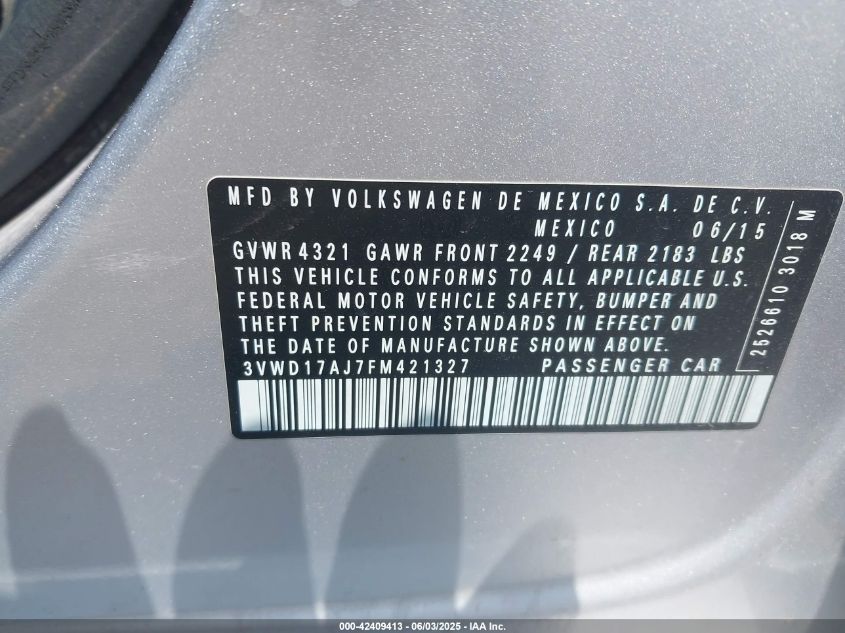 MFD BY VOLKSWAGEN DE MEXICO S.A. DE C.V.
MEXICO 06/15
GVWR 4321 GAWR FRONT 2249 / REAR 2183 LBS
THIS VEHICLE CONFORMS TO ALL APPLICABLE U.S.
FEDERAL MOTOR VEHICLE SAFETY, BUMPER AND
THEFT PREVENTION STANDARDS IN EFFECT ON
THE DATE OF MANUFACTURE SHOWN ABOVE.
3VWD17AJ7FM421327 PASSENGER CAR
2526610 3018 M
000-42409413 - 06/03/2025 - IAA Inc.